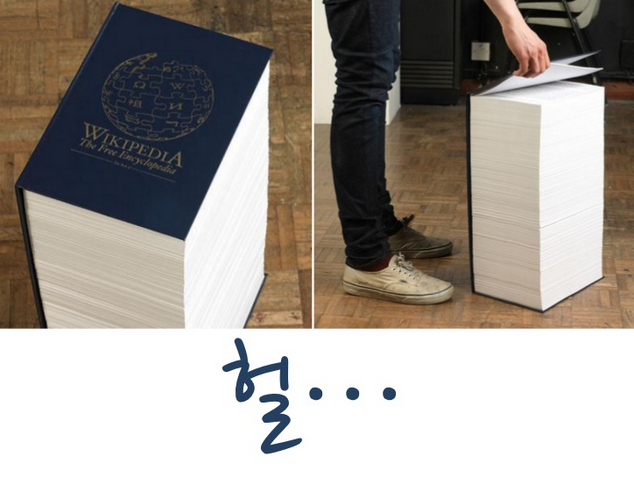 WIKIPEDIA
The Free Encyclopedia
헐...